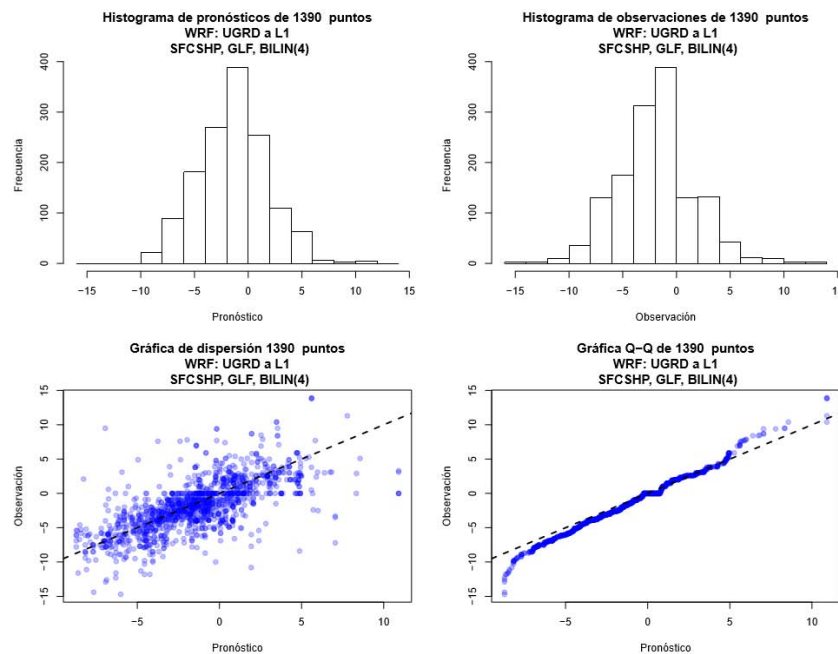 Histograma de pronósticos de 1390 puntos
WRF: UGRD a L1
SFCSHP, GLF, BILIN(4)
Frecuencia
400
300
200
100
0
−15 −10 −5 0 5 10 15
Pronóstico
Histograma de observaciones de 1390 puntos
WRF: UGRD a L1
SFCSHP, GLF, BILIN(4)
Frecuencia
400
300
200
100
0
−15 −10 −5 0 5 10 15
Observación
Gráfica de dispersión 1390 puntos
WRF: UGRD a L1
SFCSHP, GLF, BILIN(4)
Observación
15
10
5
0
−5
−10
−15
−5 0 5 10
Pronóstico
Gráfica Q−Q de 1390 puntos
WRF: UGRD a L1
SFCSHP, GLF, BILIN(4)
Observación
15
10
5
0
−5
−10
−15
−5 0 5 10
Pronóstico